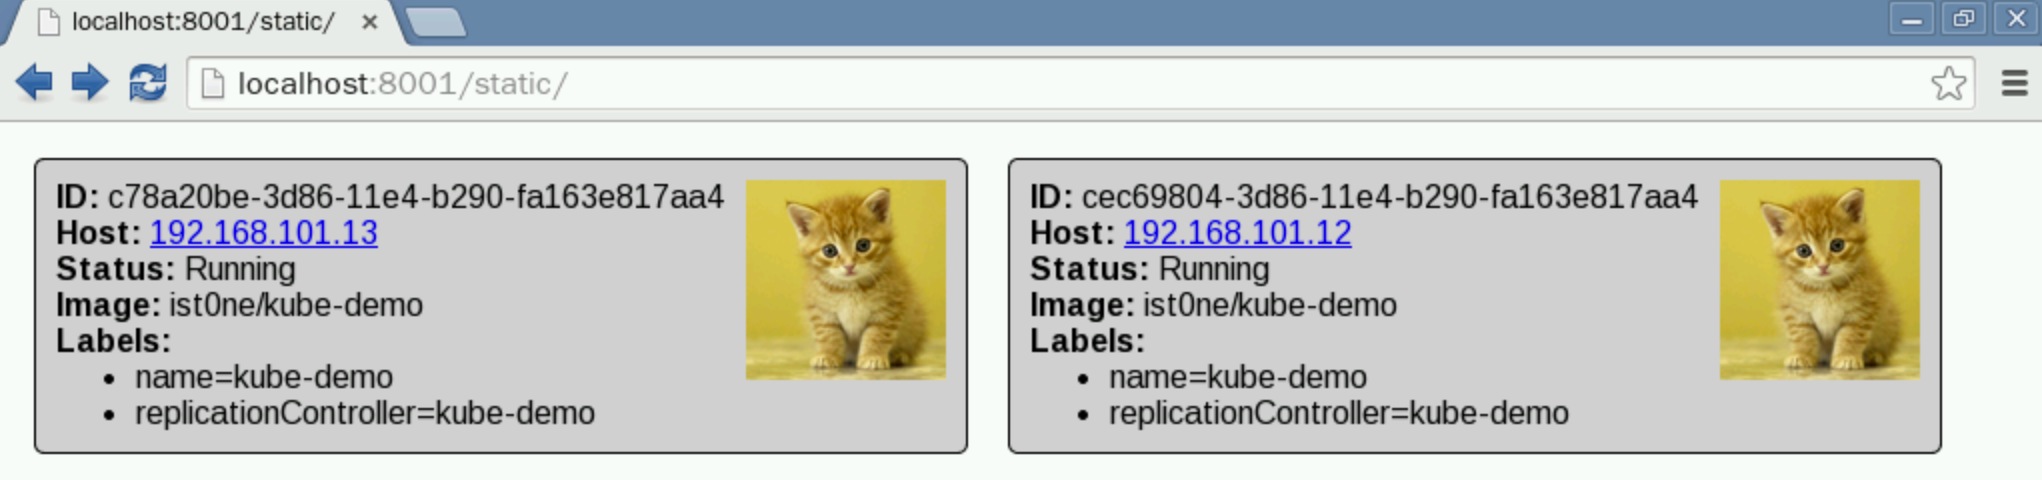 localhost:8001/static/
localhost:8001/static/
ID: c78a20be-3d86-11e4-b290-fa163e817aa4
Host: 192.168.101.13
Status: Running
Image: ist0ne/kube-demo
Labels:
• name=kube-demo
• replicationController=kube-demo
ID: cec69804-3d86-11e4-b290-fa163e817aa4
Host: 192.168.101.12
Status: Running
Image: ist0ne/kube-demo
Labels:
• name=kube-demo
• replicationController=kube-demo